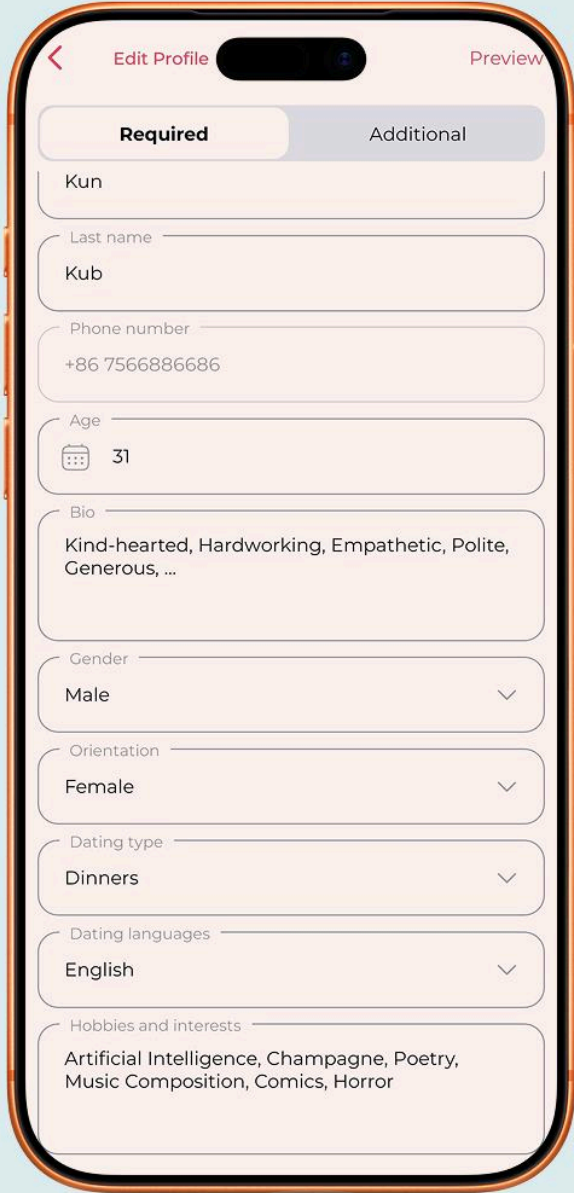 Edit Profile
Preview
Required
Additional
Kun
Last name
Kub
Phone number
+86 7566886686
Age
31
Bio
Kind-hearted, Hardworking, Empathetic, Polite,
Generous, ...
Gender
Male
Orientation
Female
Dating type
Dinners
Dating languages
English
Hobbies and interests
Artificial Intelligence, Champagne, Poetry,
Music Composition, Comics, Horror